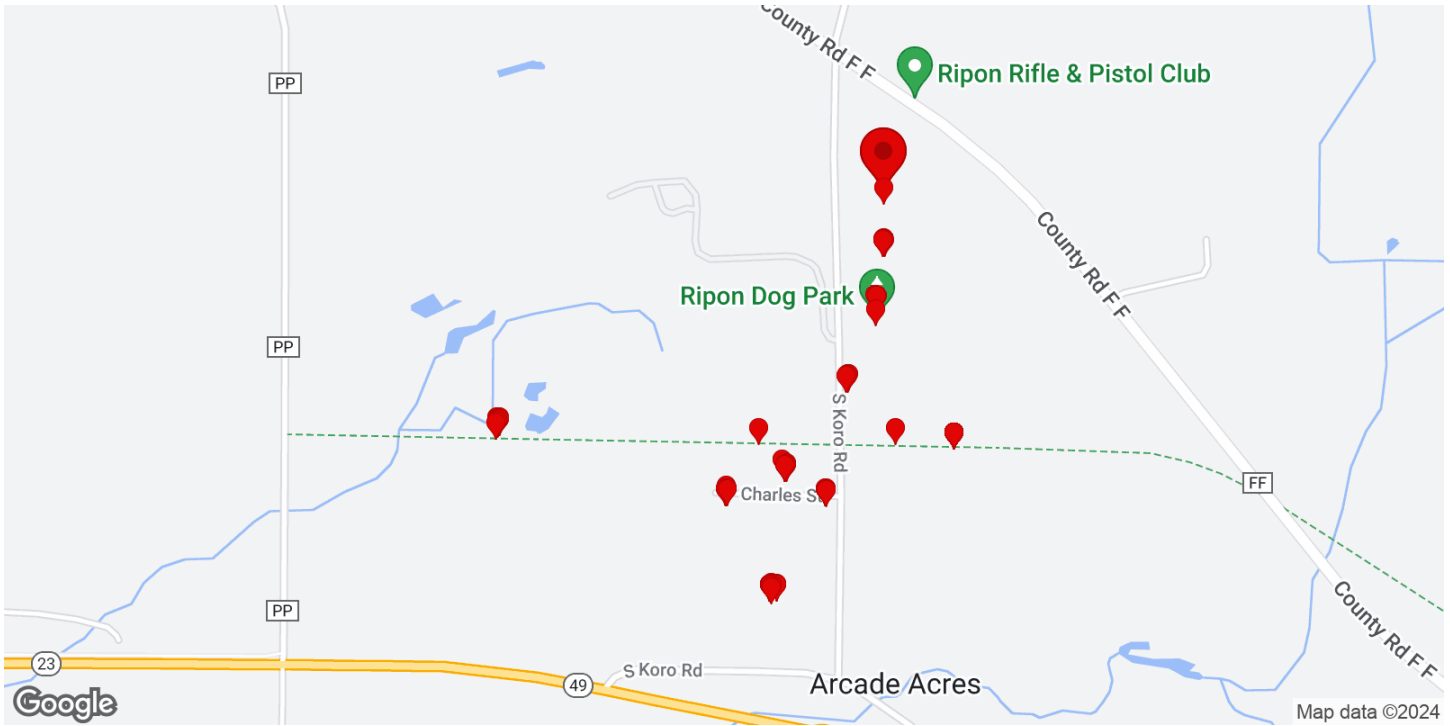 County Rd F F
Ripon Rifle & Pistol Club
PP
County Rd F F
Ripon Dog Park
PP
S Koro Rd
Charles St
FF
PP
County Rd F F
23
49
S Koro Rd
Arcade Acres
Google
Map data ©2024